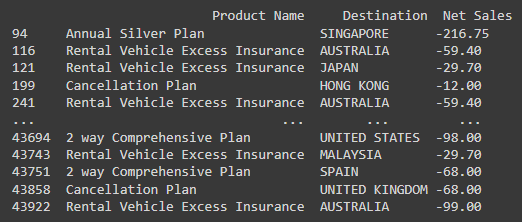 Product Name Destination Net Sales
94 Annual Silver Plan SINGAPORE -216.75
116 Rental Vehicle Excess Insurance AUSTRALIA -59.40
121 Rental Vehicle Excess Insurance JAPAN -29.70
199 Cancellation Plan HONG KONG -12.00
241 Rental Vehicle Excess Insurance AUSTRALIA -59.40
... ... ... ...
43694 2 way Comprehensive Plan UNITED STATES -98.00
43743 Rental Vehicle Excess Insurance MALAYSIA -29.70
43751 2 way Comprehensive Plan SPAIN -68.00
43858 Cancellation Plan UNITED KINGDOM -68.00
43922 Rental Vehicle Excess Insurance AUSTRALIA -99.00